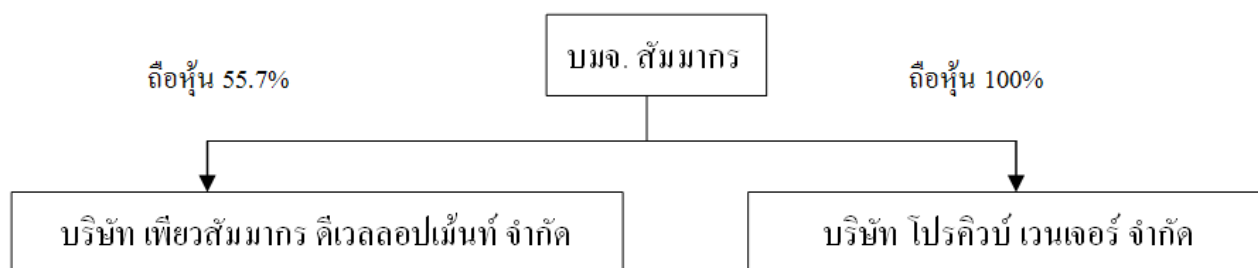 บมจ. สัมมากร
ถือหุ้น 55.7%
ถือหุ้น 100%
บริษัท เพียวสัมมากร ดีเวลลอปเม้นท์ จำกัด
บริษัท โปรคิวบ์ เวนเจอร์ จำกัด